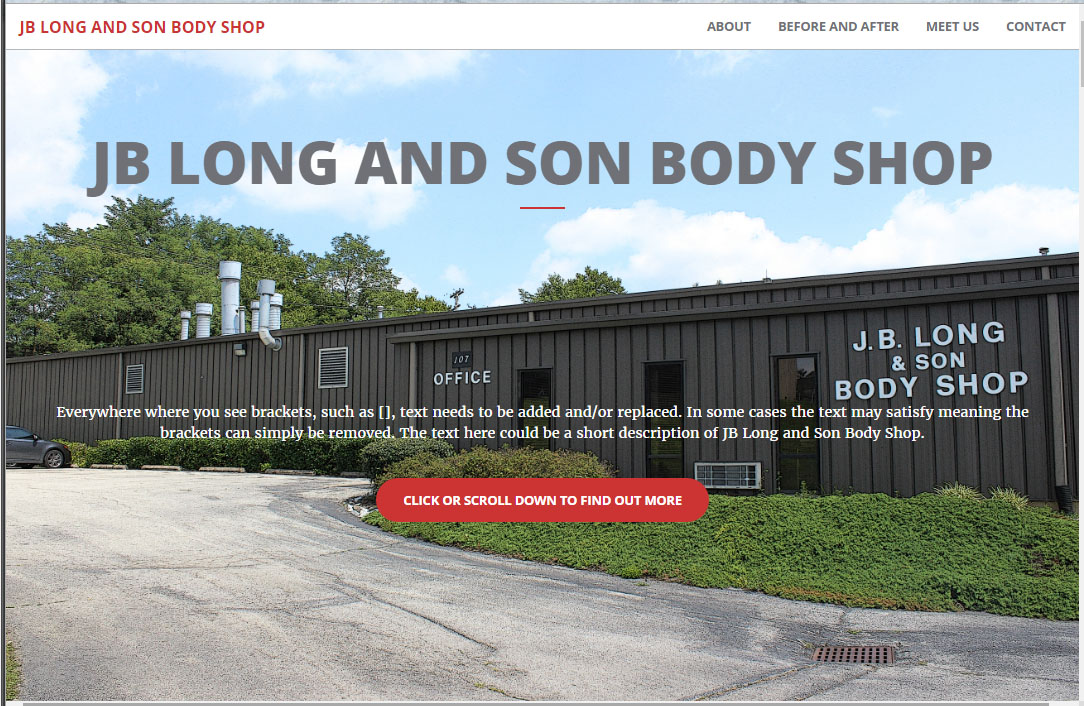 JB LONG AND SON BODY SHOP
ABOUT
BEFORE AND AFTER
MEET US
CONTACT
JB LONG AND SON BODY SHOP
J.B. LONG
& SON
BODY SHOP
107
OFFICE
Everywhere where you see brackets, such as [], text needs to be added and/or replaced. In some cases the text may satisfy meaning the
brackets can simply be removed. The text here could be a short description of JB Long and Son Body Shop.
CLICK OR SCROLL DOWN TO FIND OUT MORE